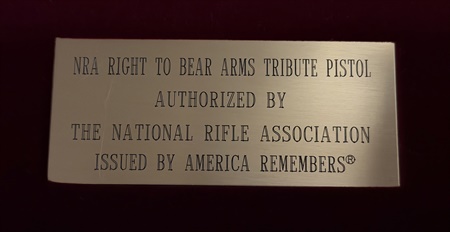 NRA RIGHT TO BEAR ARMS TRIBUTE PISTOL
AUTHORIZED BY
THE NATIONAL RIFLE ASSOCIATION
ISSUED BY AMERICA REMEMBERS®